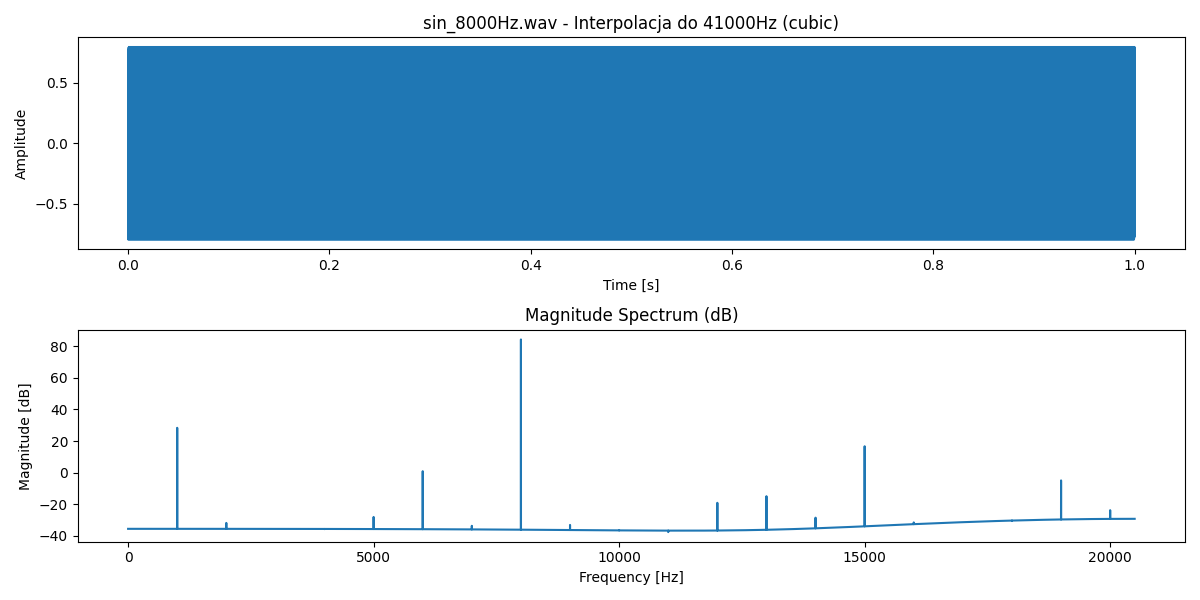 sin_8000Hz.wav - Interpolacja do 41000Hz (cubic)
0.5
0.0
−0.5
Amplitude
0.0 0.2 0.4 0.6 0.8 1.0
Time [s]
Magnitude Spectrum (dB)
80
60
40
20
0
−20
−40
Magnitude [dB]
0 5000 10000 15000 20000
Frequency [Hz]